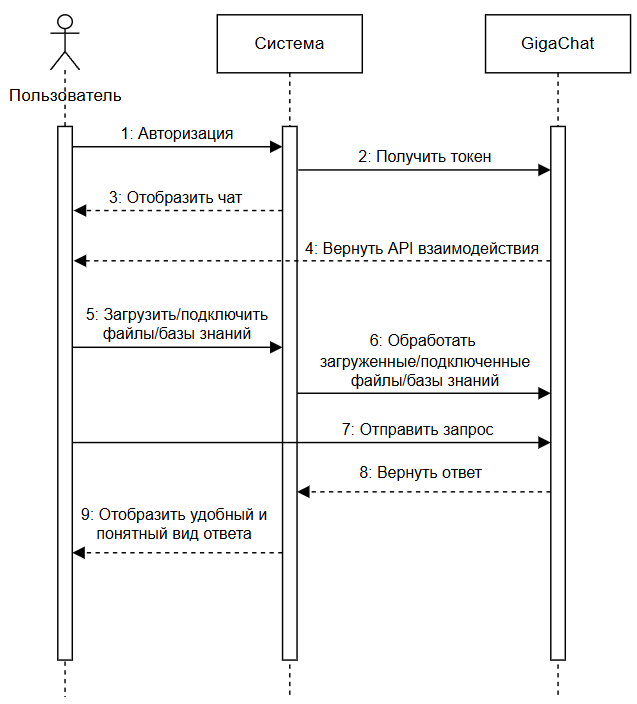 Система
GigaChat
Пользователь
1: Авторизация
2: Получить токен
3: Отобразить чат
4: Вернуть API взаимодействия
5: Загрузить/подключить
файлы/базы знаний
6: Обработать
загруженные/подключенные
файлы/базы знаний
7: Отправить запрос
8: Вернуть ответ
9: Отобразить удобный и
понятный вид ответа